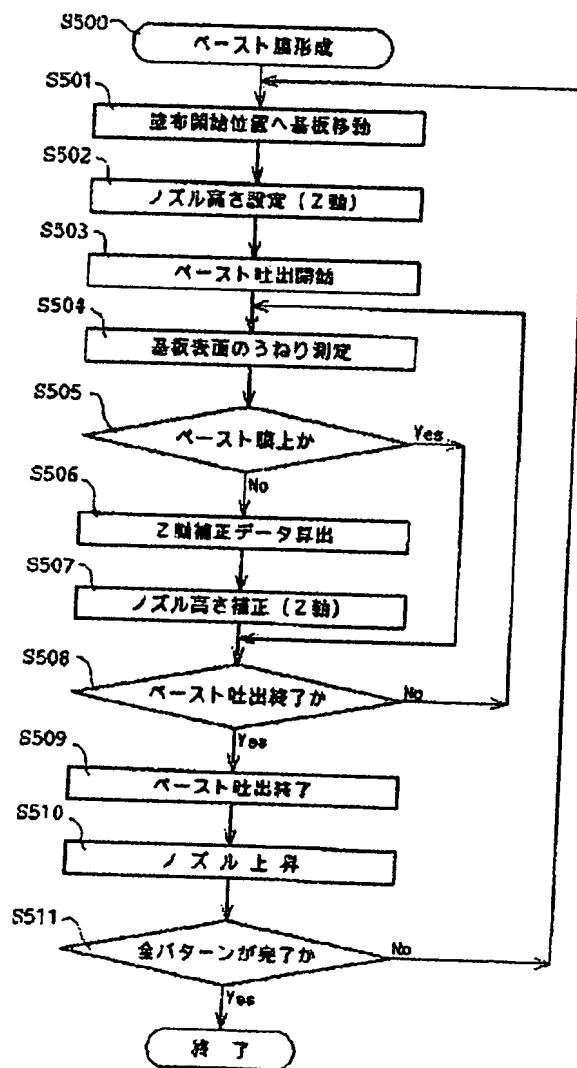 S500
ペースト膜形成
S501
塗布開始位置へ基板移動
S502
ノズル高さ設定(Z軸)
S503
ペースト吐出開始
S504
基板表面のうねり測定
S505
ペースト膜上か
Yes
No
S506
Z軸補正データ算出
S507
ノズル高さ補正(Z軸)
S508
ペースト吐出終了か
No
Yes
S509
ペースト吐出終了
S510
ノズル上昇
S511
全パターンが完了か
No
Yes
終了